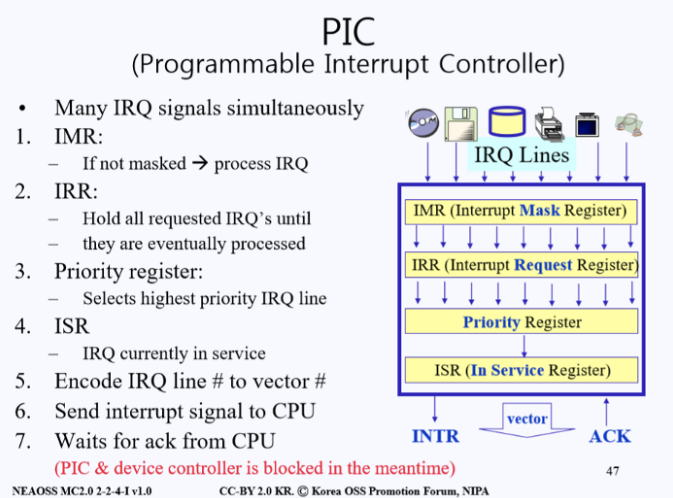 PIC
(Programmable Interrupt Controller)
• Many IRQ signals simultaneously
1. IMR:
– If not masked → process IRQ
2. IRR:
– Hold all requested IRQ's until
– they are eventually processed
3. Priority register:
– Selects highest priority IRQ line
4. ISR
– IRQ currently in service
5. Encode IRQ line # to vector #
6. Send interrupt signal to CPU
7. Waits for ack from CPU
(PIC & device controller is blocked in the meantime)
IRQ Lines
IMR (Interrupt Mask Register)
IRR (Interrupt Request Register)
Priority Register
ISR (In Service Register)
INTR
vector
ACK
47
NEAOSS MC2.0 2-2-4-I v1.0
CC-BY 2.0 KR. Ⓒ Korea OSS Promotion Forum, NIPA